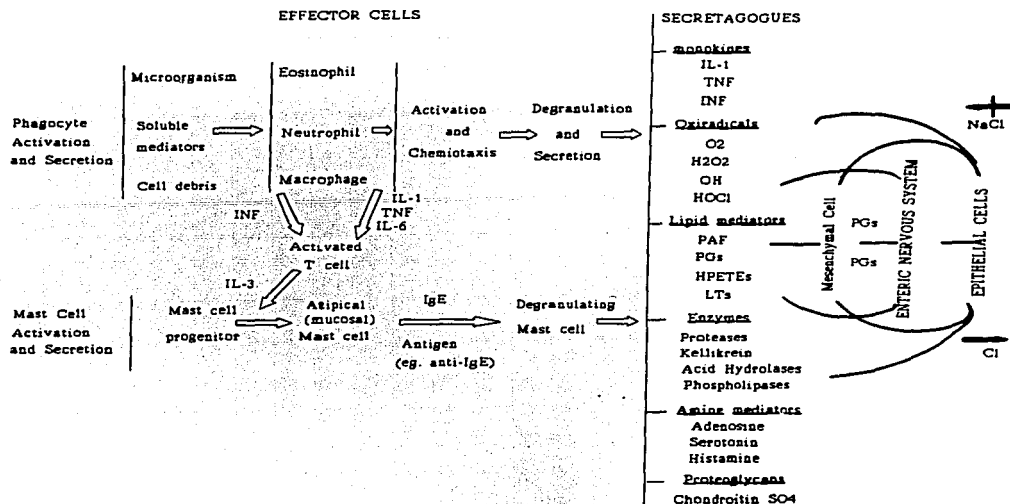 EFFECTOR CELLS
SECRETAGOGUES
Phagocyte
Activation
and Secretion
Microorganism
Soluble
mediators
Cell debris
Eosinophil
Neutrophil
Macrophage
Activation
and
Chemiotaxis
Degranulation
and
Secretion
INF
IL-1
TNF
IL-6
Activated
T cell
IL-3
Mast Cell
Activation
and Secretion
Mast cell
progenitor
Atipical
(mucosal)
Mast cell
IgE
Antigen
(eg. anti-IgE)
Degranulating
Mast cell
monokines
IL-1
TNF
INF
Oxiradicals
O2
H2O2
OH
HOCl
Lipid mediators
PAF
PGs
HPETEs
LTs
Enzymes
Proteases
Kellikrein
Acid Hydrolases
Phospholipases
Amine mediators
Adenosine
Serotonin
Histamine
Proteoglycans
Chondroitin SO4
Mesenchymal Cell
PGs
PGs
ENTERIC NERVOUS SYSTEM
PGs
EPITHELIAL CELLS
NaCl
Cl